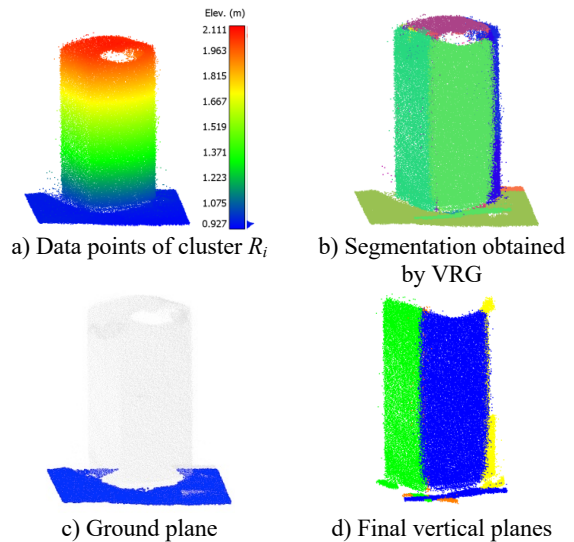 Elev. (m)
2.111
1.963
1.815
1.667
1.519
1.371
1.223
1.075
0.927
a) Data points of cluster Ri
b) Segmentation obtained
by VRG
c) Ground plane
d) Final vertical planes